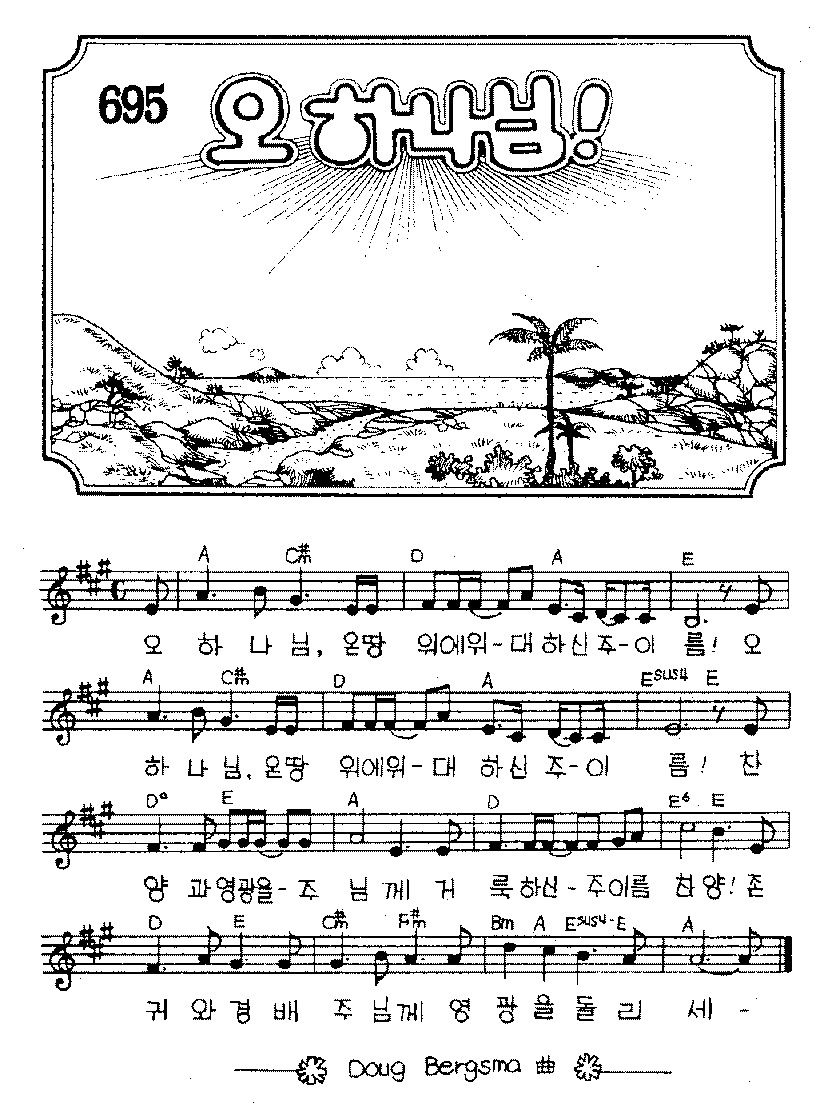 695 오 하나님!
A C#m D A E
오 하 나 님, 온땅 위에위-대 하신 주-이 름! 오
A C#m D A Esus4 E
하 나 님, 온땅 위에위-대 하신 주-이 름! 찬
E A D E6 E
양 과 영광을-주 님 께 거 룩하신-주이름 찬양! 존
D E C#m F#m Bm A Esus4-E A
귀 와 경 배 주 님께 영 광 을 돌 리 세 -
Doug Bergsma 曲